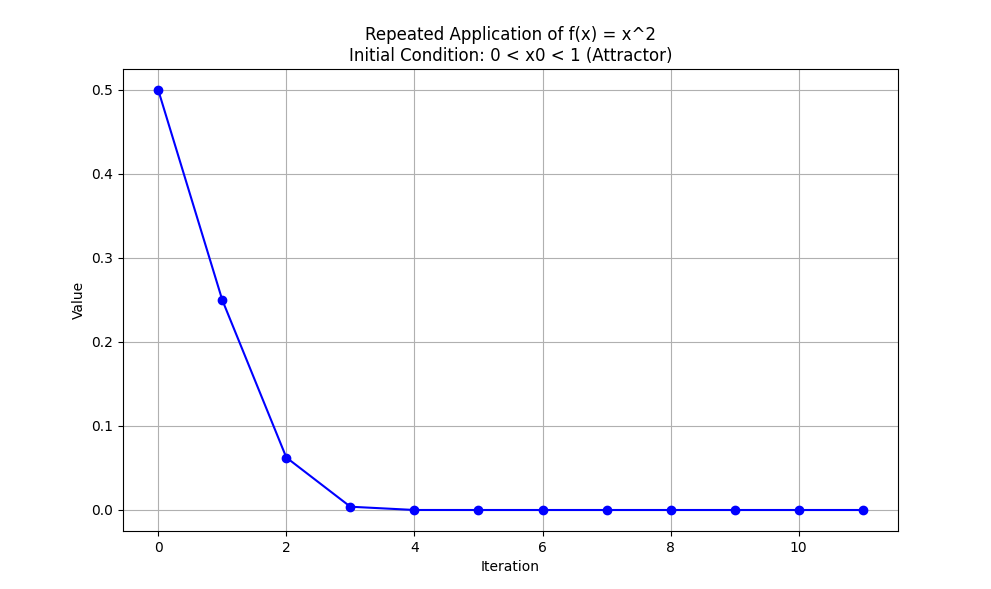 Repeated Application of f(x) = x^2
Initial Condition: 0 < x0 < 1 (Attractor)
0.5
0.4
0.3
0.2
0.1
0.0
Value
0 2 4 6 8 10
Iteration